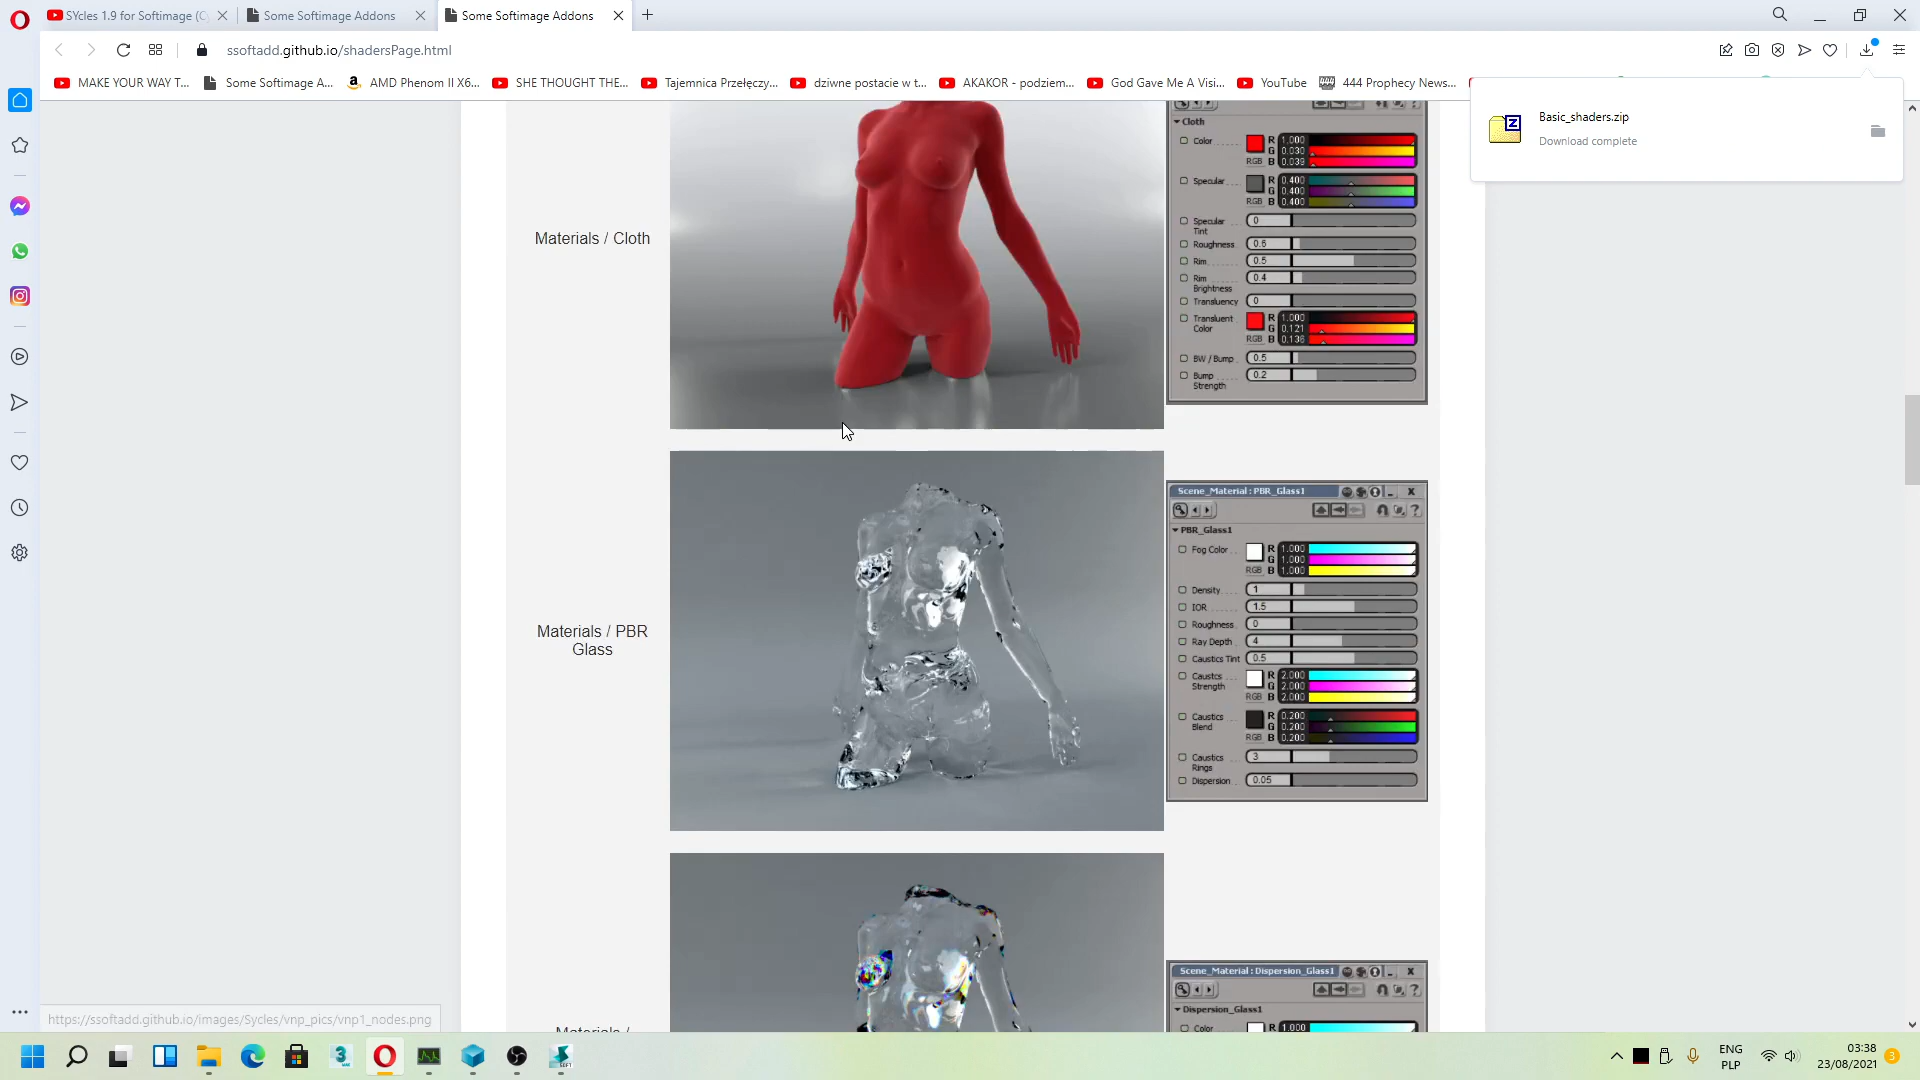 SYcles 1.9 for Softimage (C
Some Softimage Addons
Some Softimage Addons
ssoftadd.github.io/shadersPage.html
MAKE YOUR WAY T...
Some Softimage A...
AMD Phenom II X6...
SHE THOUGHT THE...
Tajemnica Przełęczy...
dziwne postacie w t...
AKAKOR - podziem...
God Gave Me A Visi...
YouTube
444 Prophecy News...
Basic_shaders.zip
Download complete
Materials / Cloth
Cloth
Color
R 1.000
G 0.030
RGB B 0.039
Specular
R 0.400
G 0.400
RGB B 0.400
Specular
Tint
0
Roughness
0.6
Rim
0.5
Rim
Brightness
0.4
Transluency
0
Translucent
Color
R 1.000
G 0.121
RGB B 0.136
BW / Bump
0.5
Bump
Strength
0.2
Materials / PBR
Glass
Scene_Material : PBR_Glass1
PBR_Glass1
Fog Color
R 1.000
G 1.000
RGB B 1.000
Density
1
IOR
1.5
Roughness
0
Ray Depth
4
Caustics Tint
0.5
Caustcs
Strength
R 2.000
G 2.000
RGB B 2.000
Caustics
Blend
R 0.200
G 0.200
RGB B 0.200
Caustics
Rings
3
Dispersion
0.05
Materials /
Scene_Material : Dispersion_Glass1
Dispersion_Glass1
Color
R 1.000
https://ssoftadd.github.io/images/Sycles/vnp_pics/vnp1_nodes.png
ENG
PLP
03:38
23/08/2021
3